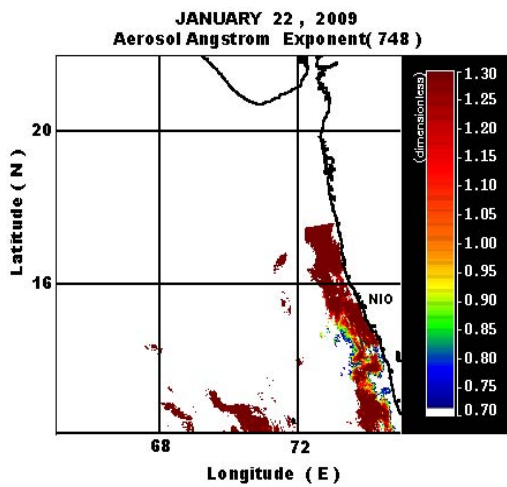 JANUARY 22 , 2009
Aerosol Angstrom Exponent( 748 )
(dimensionless)
1.30
1.25
1.20
1.15
1.10
1.05
1.00
0.95
0.90
0.85
0.80
0.75
0.70
Latitude ( N )
20
16
NIO
68
72
Longitude ( E )